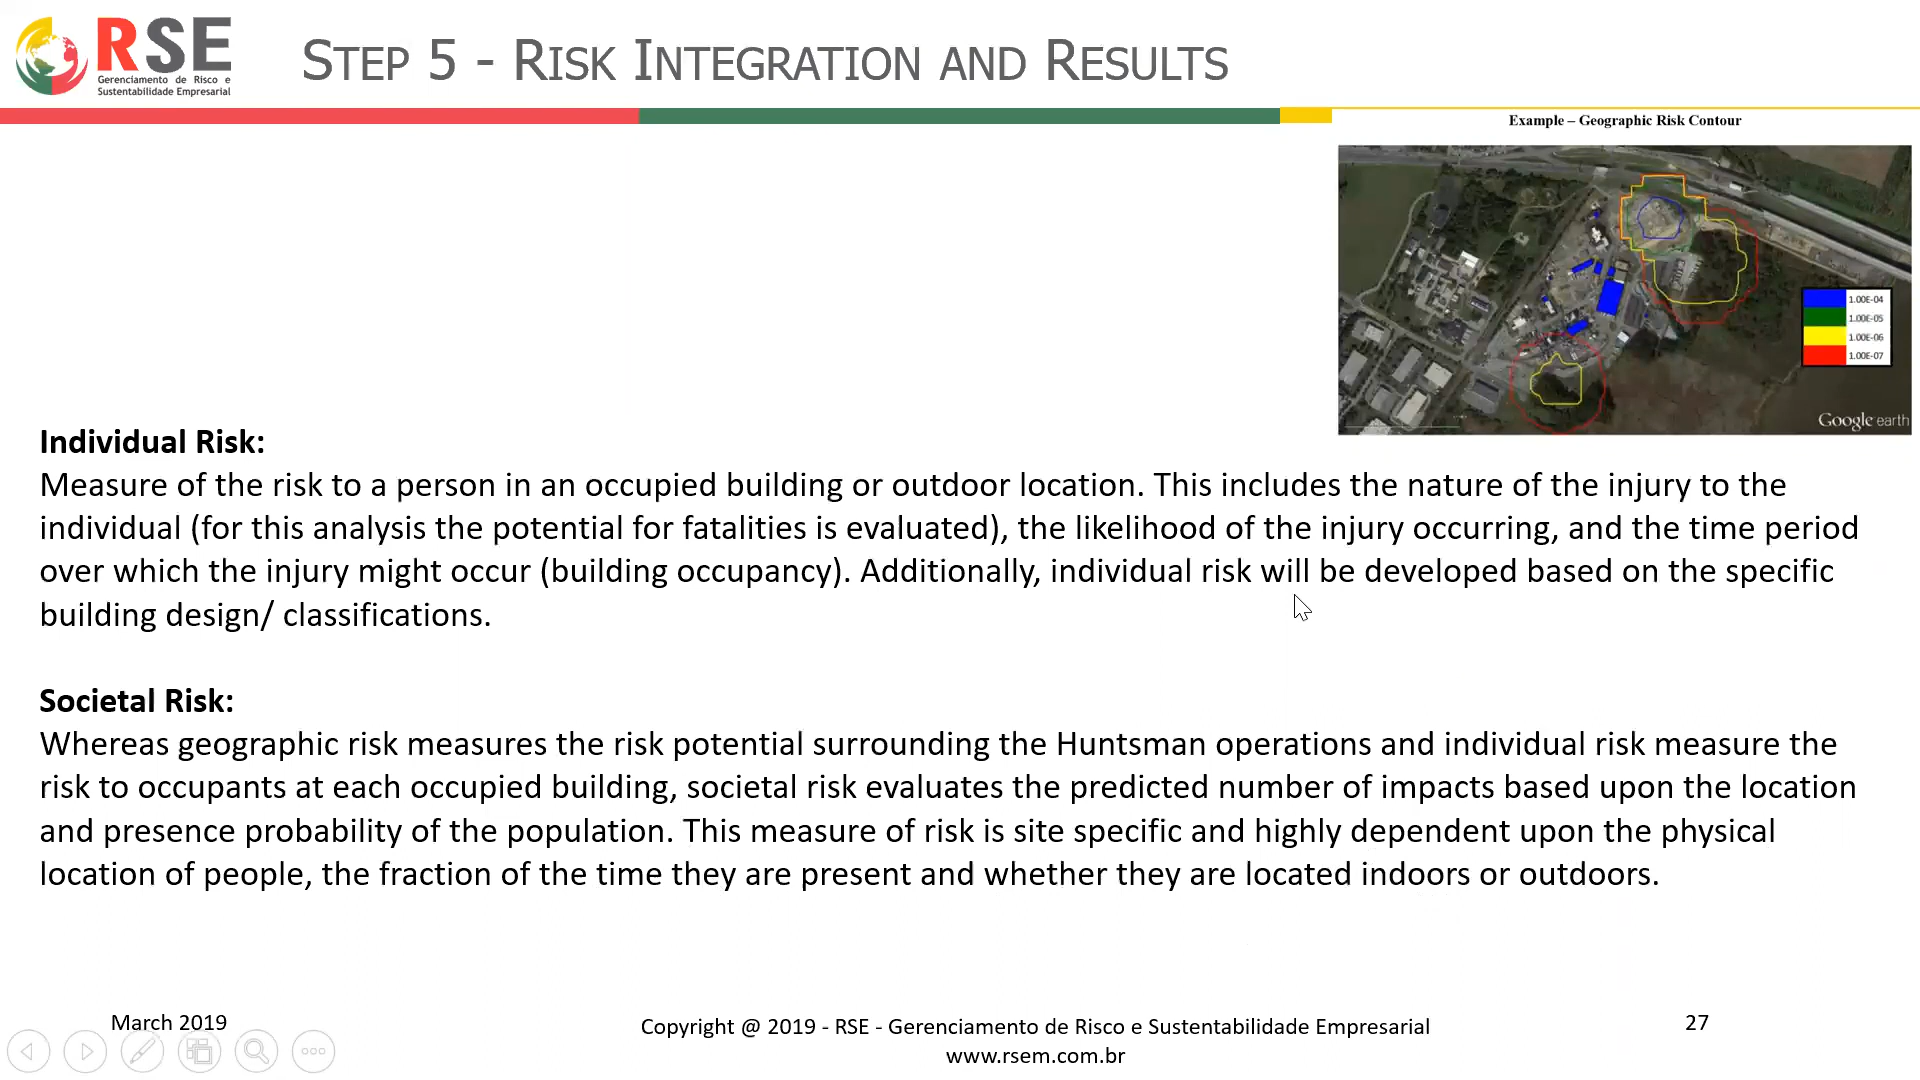 RSE
Gerenciamento de Risco e
Sustentabilidade Empresarial
STEP 5 - RISK INTEGRATION AND RESULTS
Example – Geographic Risk Contour
1.00E-04
1.00E-05
1.00E-06
1.00E-07
Google earth
Individual Risk:
Measure of the risk to a person in an occupied building or outdoor location. This includes the nature of the injury to the
individual (for this analysis the potential for fatalities is evaluated), the likelihood of the injury occurring, and the time period
over which the injury might occur (building occupancy). Additionally, individual risk will be developed based on the specific
building design/ classifications.
Societal Risk:
Whereas geographic risk measures the risk potential surrounding the Huntsman operations and individual risk measure the
risk to occupants at each occupied building, societal risk evaluates the predicted number of impacts based upon the location
and presence probability of the population. This measure of risk is site specific and highly dependent upon the physical
location of people, the fraction of the time they are present and whether they are located indoors or outdoors.
March 2019
Copyright @ 2019 - RSE - Gerenciamento de Risco e Sustentabilidade Empresarial
www.rsem.com.br
27